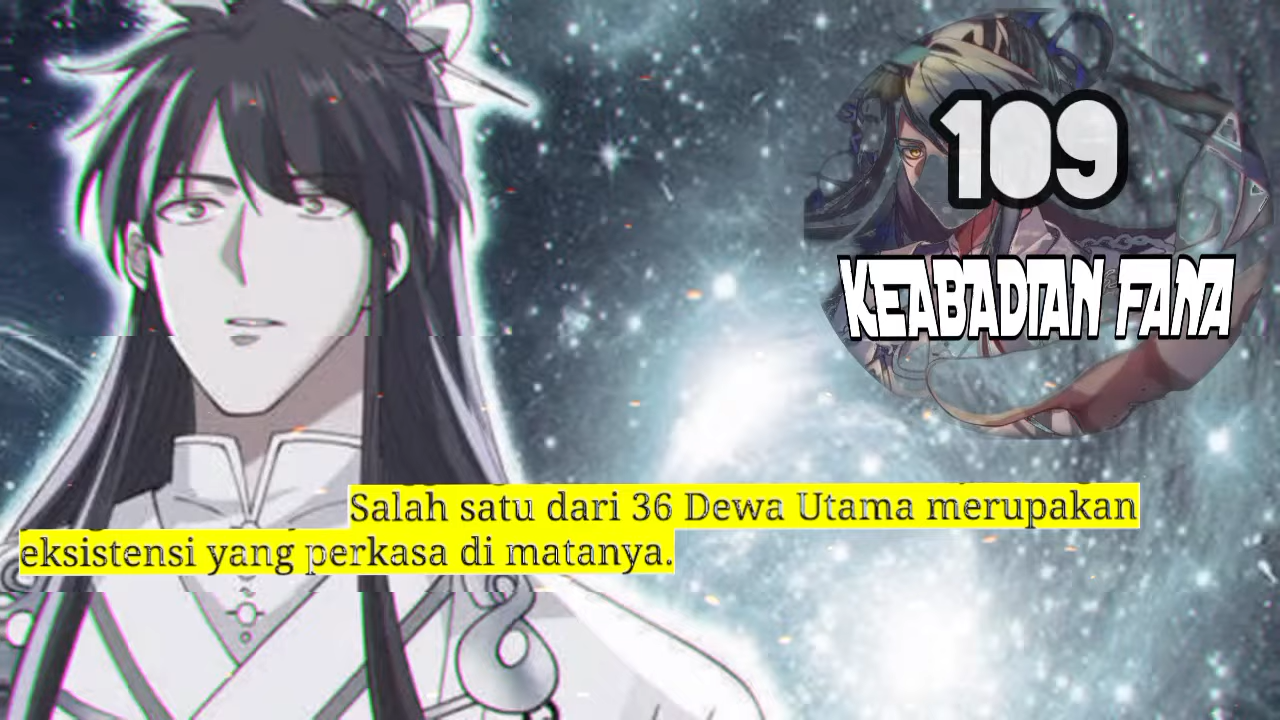 109
KEABADIAN FANA
Salah satu dari 36 Dewa Utama merupakan
eksistensi yang perkasa di matanya.